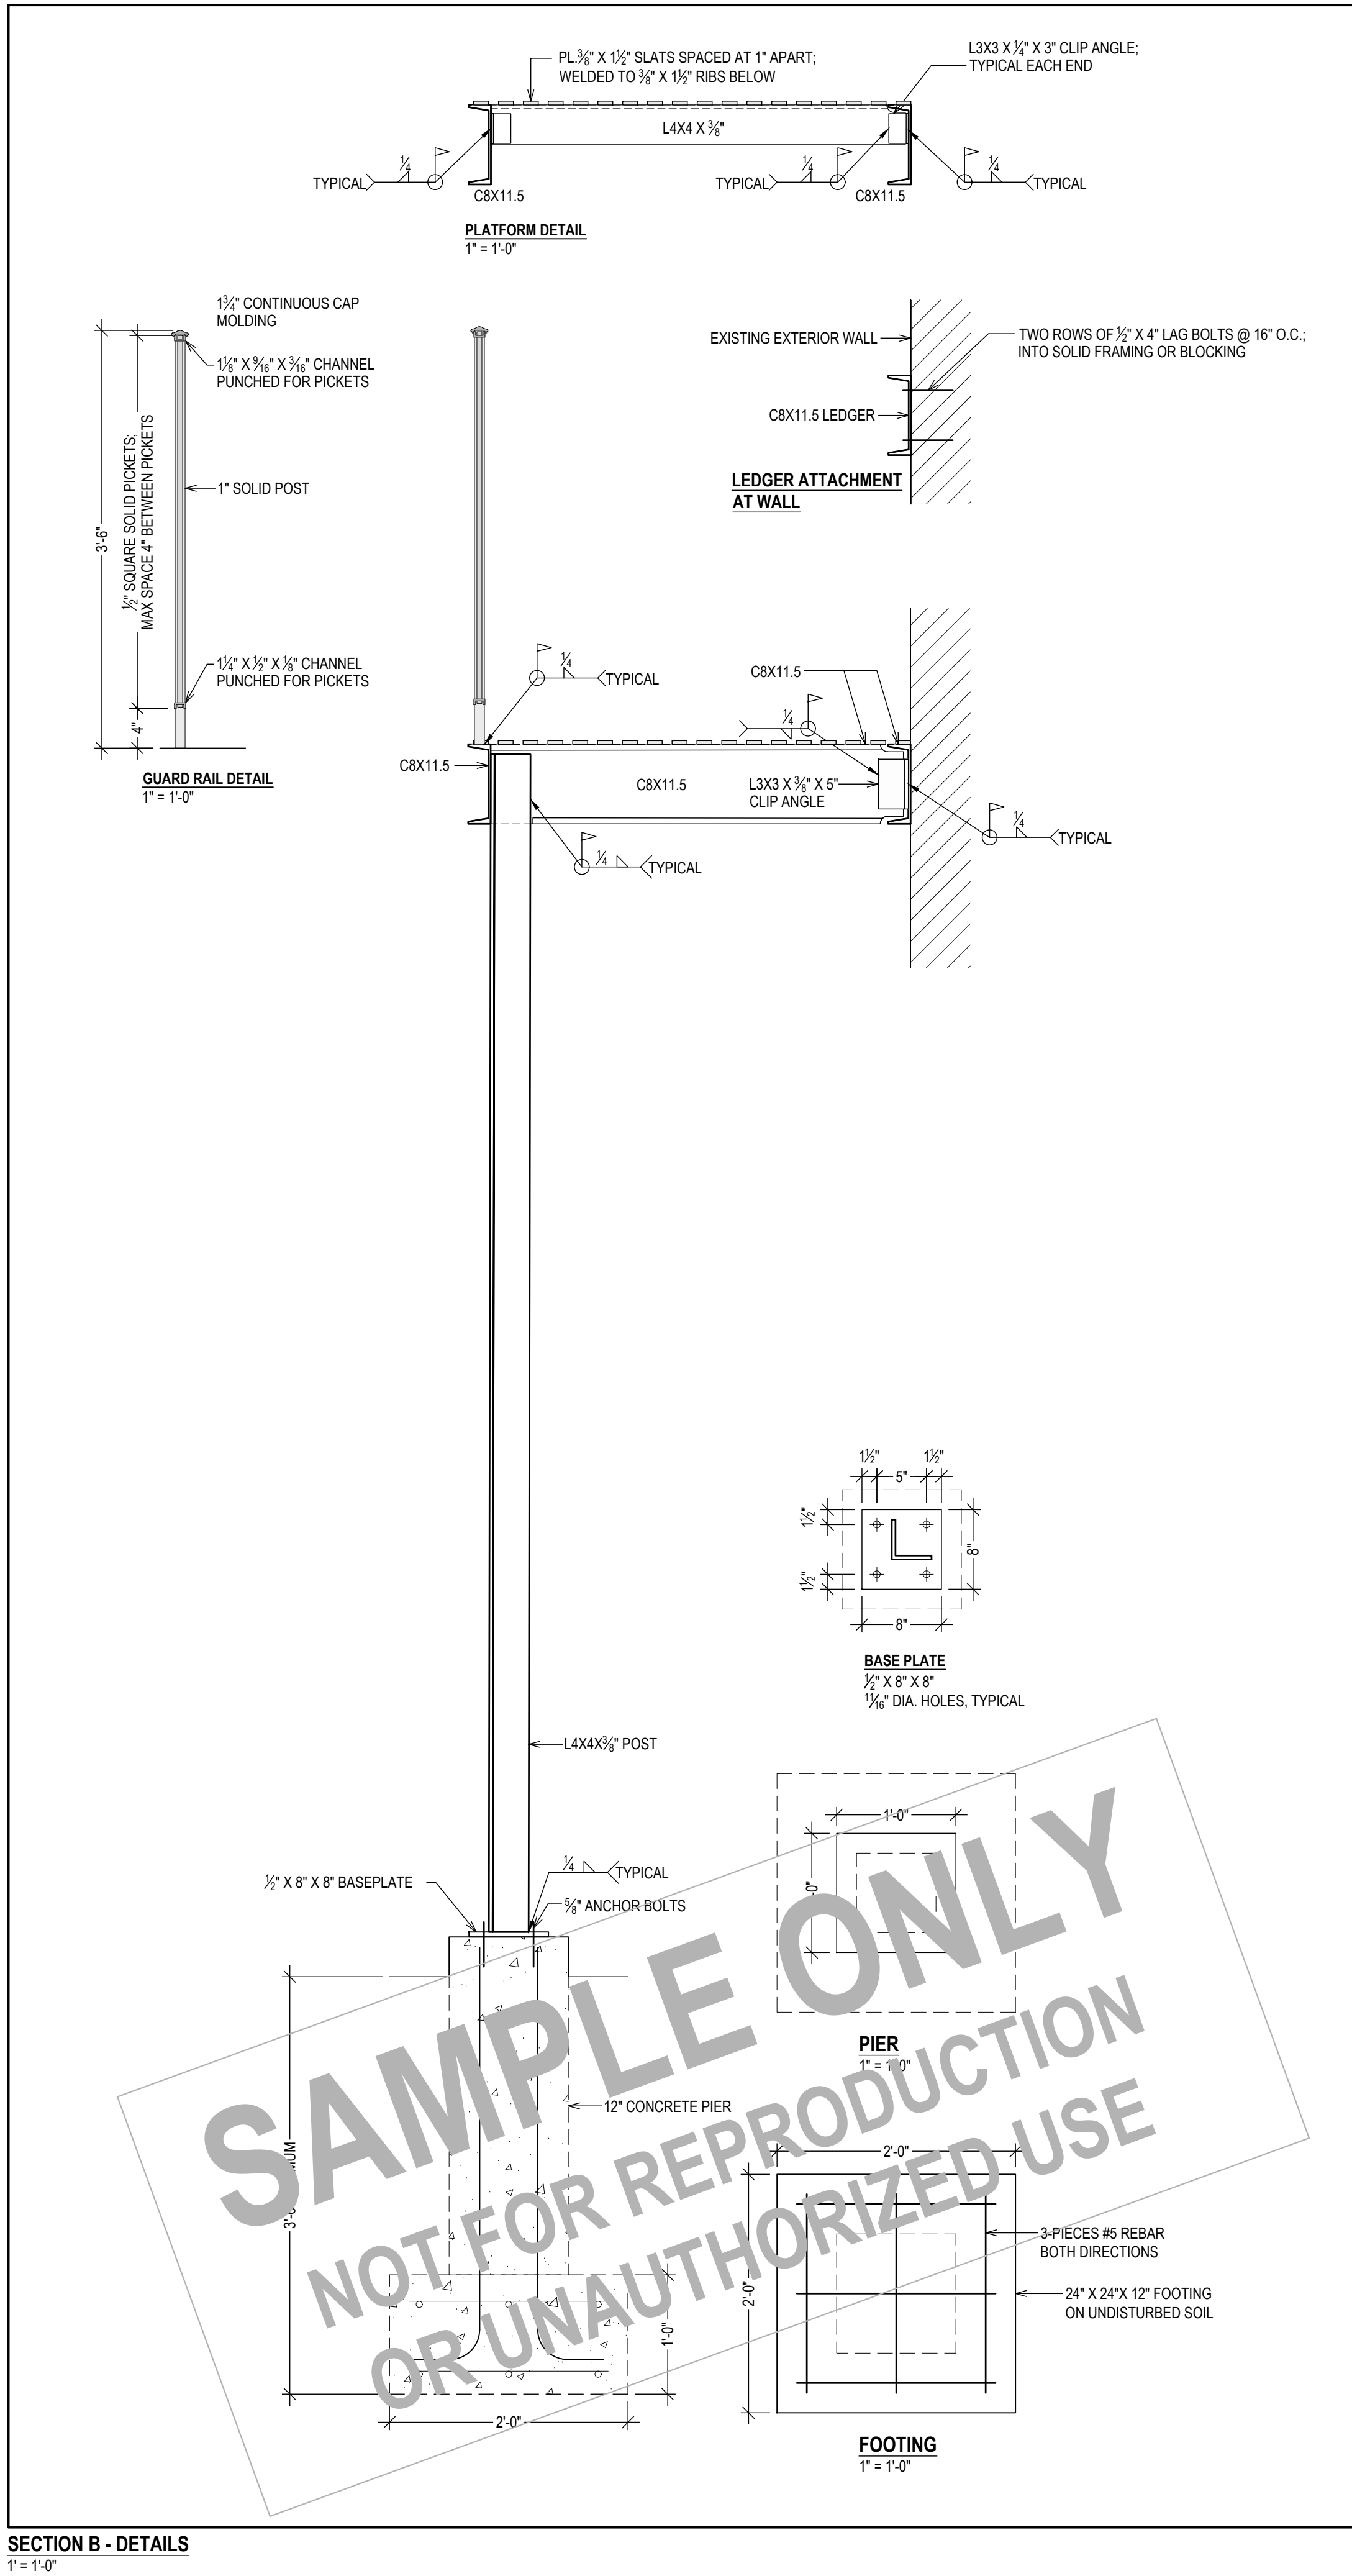 PL.⅜" X 1½" SLATS SPACED AT 1" APART;
WELDED TO ⅜" X 1½" RIBS BELOW
L3X3 X ¼" X 3" CLIP ANGLE;
TYPICAL EACH END
L4X4 X ⅜"
TYPICAL
¼
TYPICAL
¼
¼
TYPICAL
C8X11.5
C8X11.5
PLATFORM DETAIL
1" = 1'-0"
1¾" CONTINUOUS CAP
MOLDING
1⅛" X 9⁄16" X 3⁄16" CHANNEL
PUNCHED FOR PICKETS
½" SQUARE SOLID PICKETS;
MAX SPACE 4" BETWEEN PICKETS
3'-6"
1" SOLID POST
1¼" X ½" X ⅛" CHANNEL
PUNCHED FOR PICKETS
4"
GUARD RAIL DETAIL
1" = 1'-0"
EXISTING EXTERIOR WALL
TWO ROWS OF ½" X 4" LAG BOLTS @ 16" O.C.;
INTO SOLID FRAMING OR BLOCKING
C8X11.5 LEDGER
LEDGER ATTACHMENT
AT WALL
¼
TYPICAL
C8X11.5
¼
C8X11.5
C8X11.5
L3X3 X ⅜" X 5"
CLIP ANGLE
¼
TYPICAL
¼
TYPICAL
1½"
1½"
5"
1½"
1½"
8"
8"
BASE PLATE
½" X 8" X 8"
11⁄16" DIA. HOLES, TYPICAL
L4X4X⅜" POST
¼
TYPICAL
½" X 8" X 8" BASEPLATE
⅝" ANCHOR BOLTS
1'-0"
PIER
12" CONCRETE PIER
2'-0"
2'-0"
3-PIECES #5 REBAR
BOTH DIRECTIONS
24" X 24"X 12" FOOTING
ON UNDISTURBED SOIL
1'-0"
2'-0"
FOOTING
1" = 1'-0"
SAMPLE ONLY
NOT FOR REPRODUCTION
OR UNAUTHORIZED USE
SECTION B - DETAILS
1' = 1'-0"